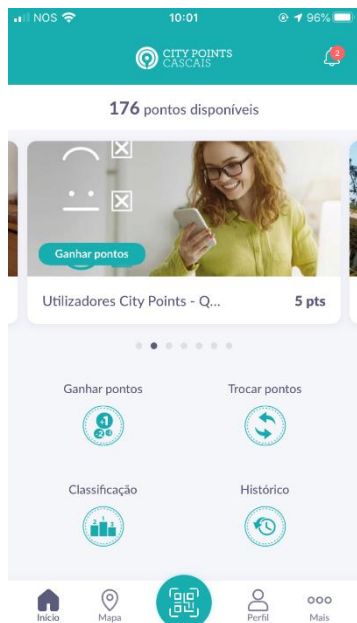 NOS 10:01 96%
CITY POINTS
CASCAIS
2
176 pontos disponíveis
Ganhar pontos
Utilizadores City Points - Q... 5 pts
Ganhar pontos Trocar pontos
Classificação Histórico
Início Mapa Perfil Mais